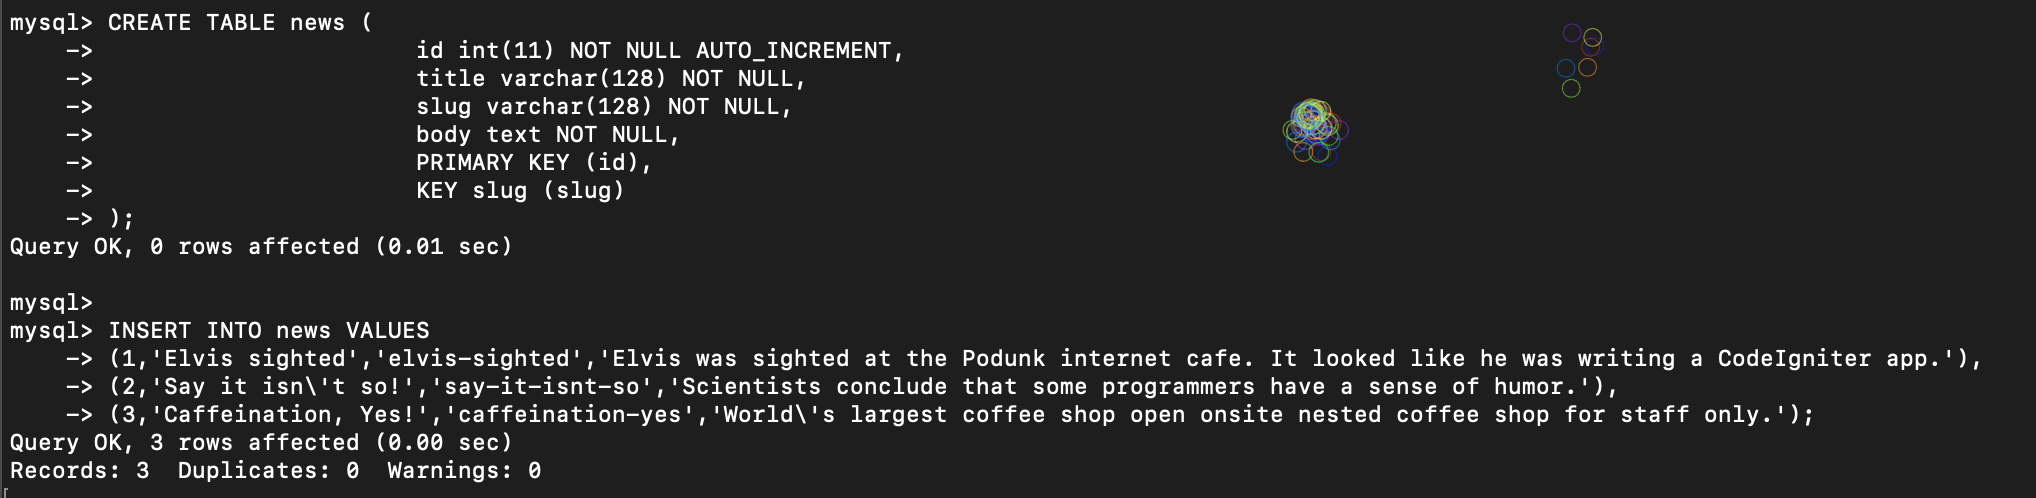 mysql> CREATE TABLE news (
    -> id int(11) NOT NULL AUTO_INCREMENT,
    -> title varchar(128) NOT NULL,
    -> slug varchar(128) NOT NULL,
    -> body text NOT NULL,
    -> PRIMARY KEY (id),
    -> KEY slug (slug)
    -> );
Query OK, 0 rows affected (0.01 sec)
mysql>
mysql> INSERT INTO news VALUES
    -> (1,'Elvis sighted','elvis-sighted','Elvis was sighted at the Podunk internet cafe. It looked like he was writing a CodeIgniter app.'),
    -> (2,'Say it isn\'t so!','say-it-isnt-so','Scientists conclude that some programmers have a sense of humor.'),
    -> (3,'Caffeination, Yes!','caffeination-yes','World\'s largest coffee shop open onsite nested coffee shop for staff only.');
Query OK, 3 rows affected (0.00 sec)
Records: 3  Duplicates: 0  Warnings: 0